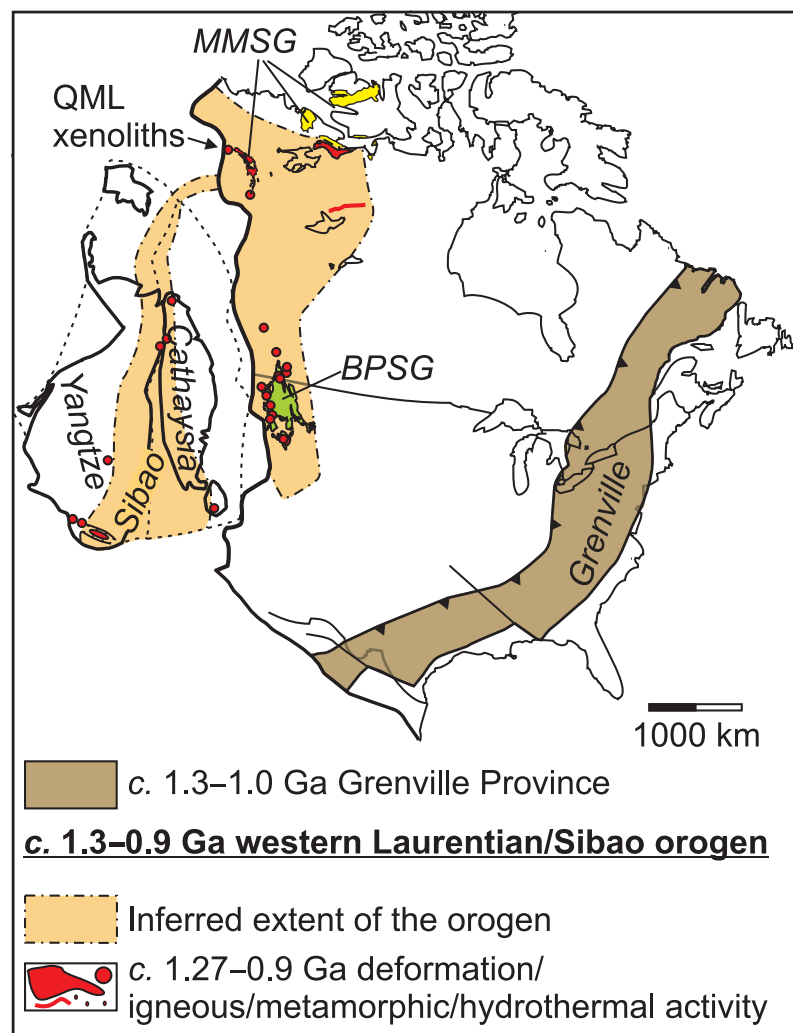 MMSG
QML
xenoliths
BPSG
Yangtze
Sibao
Cathaysia
Grenville
1000 km
c. 1.3–1.0 Ga Grenville Province
c. 1.3–0.9 Ga western Laurentian/Sibao orogen
Inferred extent of the orogen
c. 1.27–0.9 Ga deformation/
igneous/metamorphic/hydrothermal activity